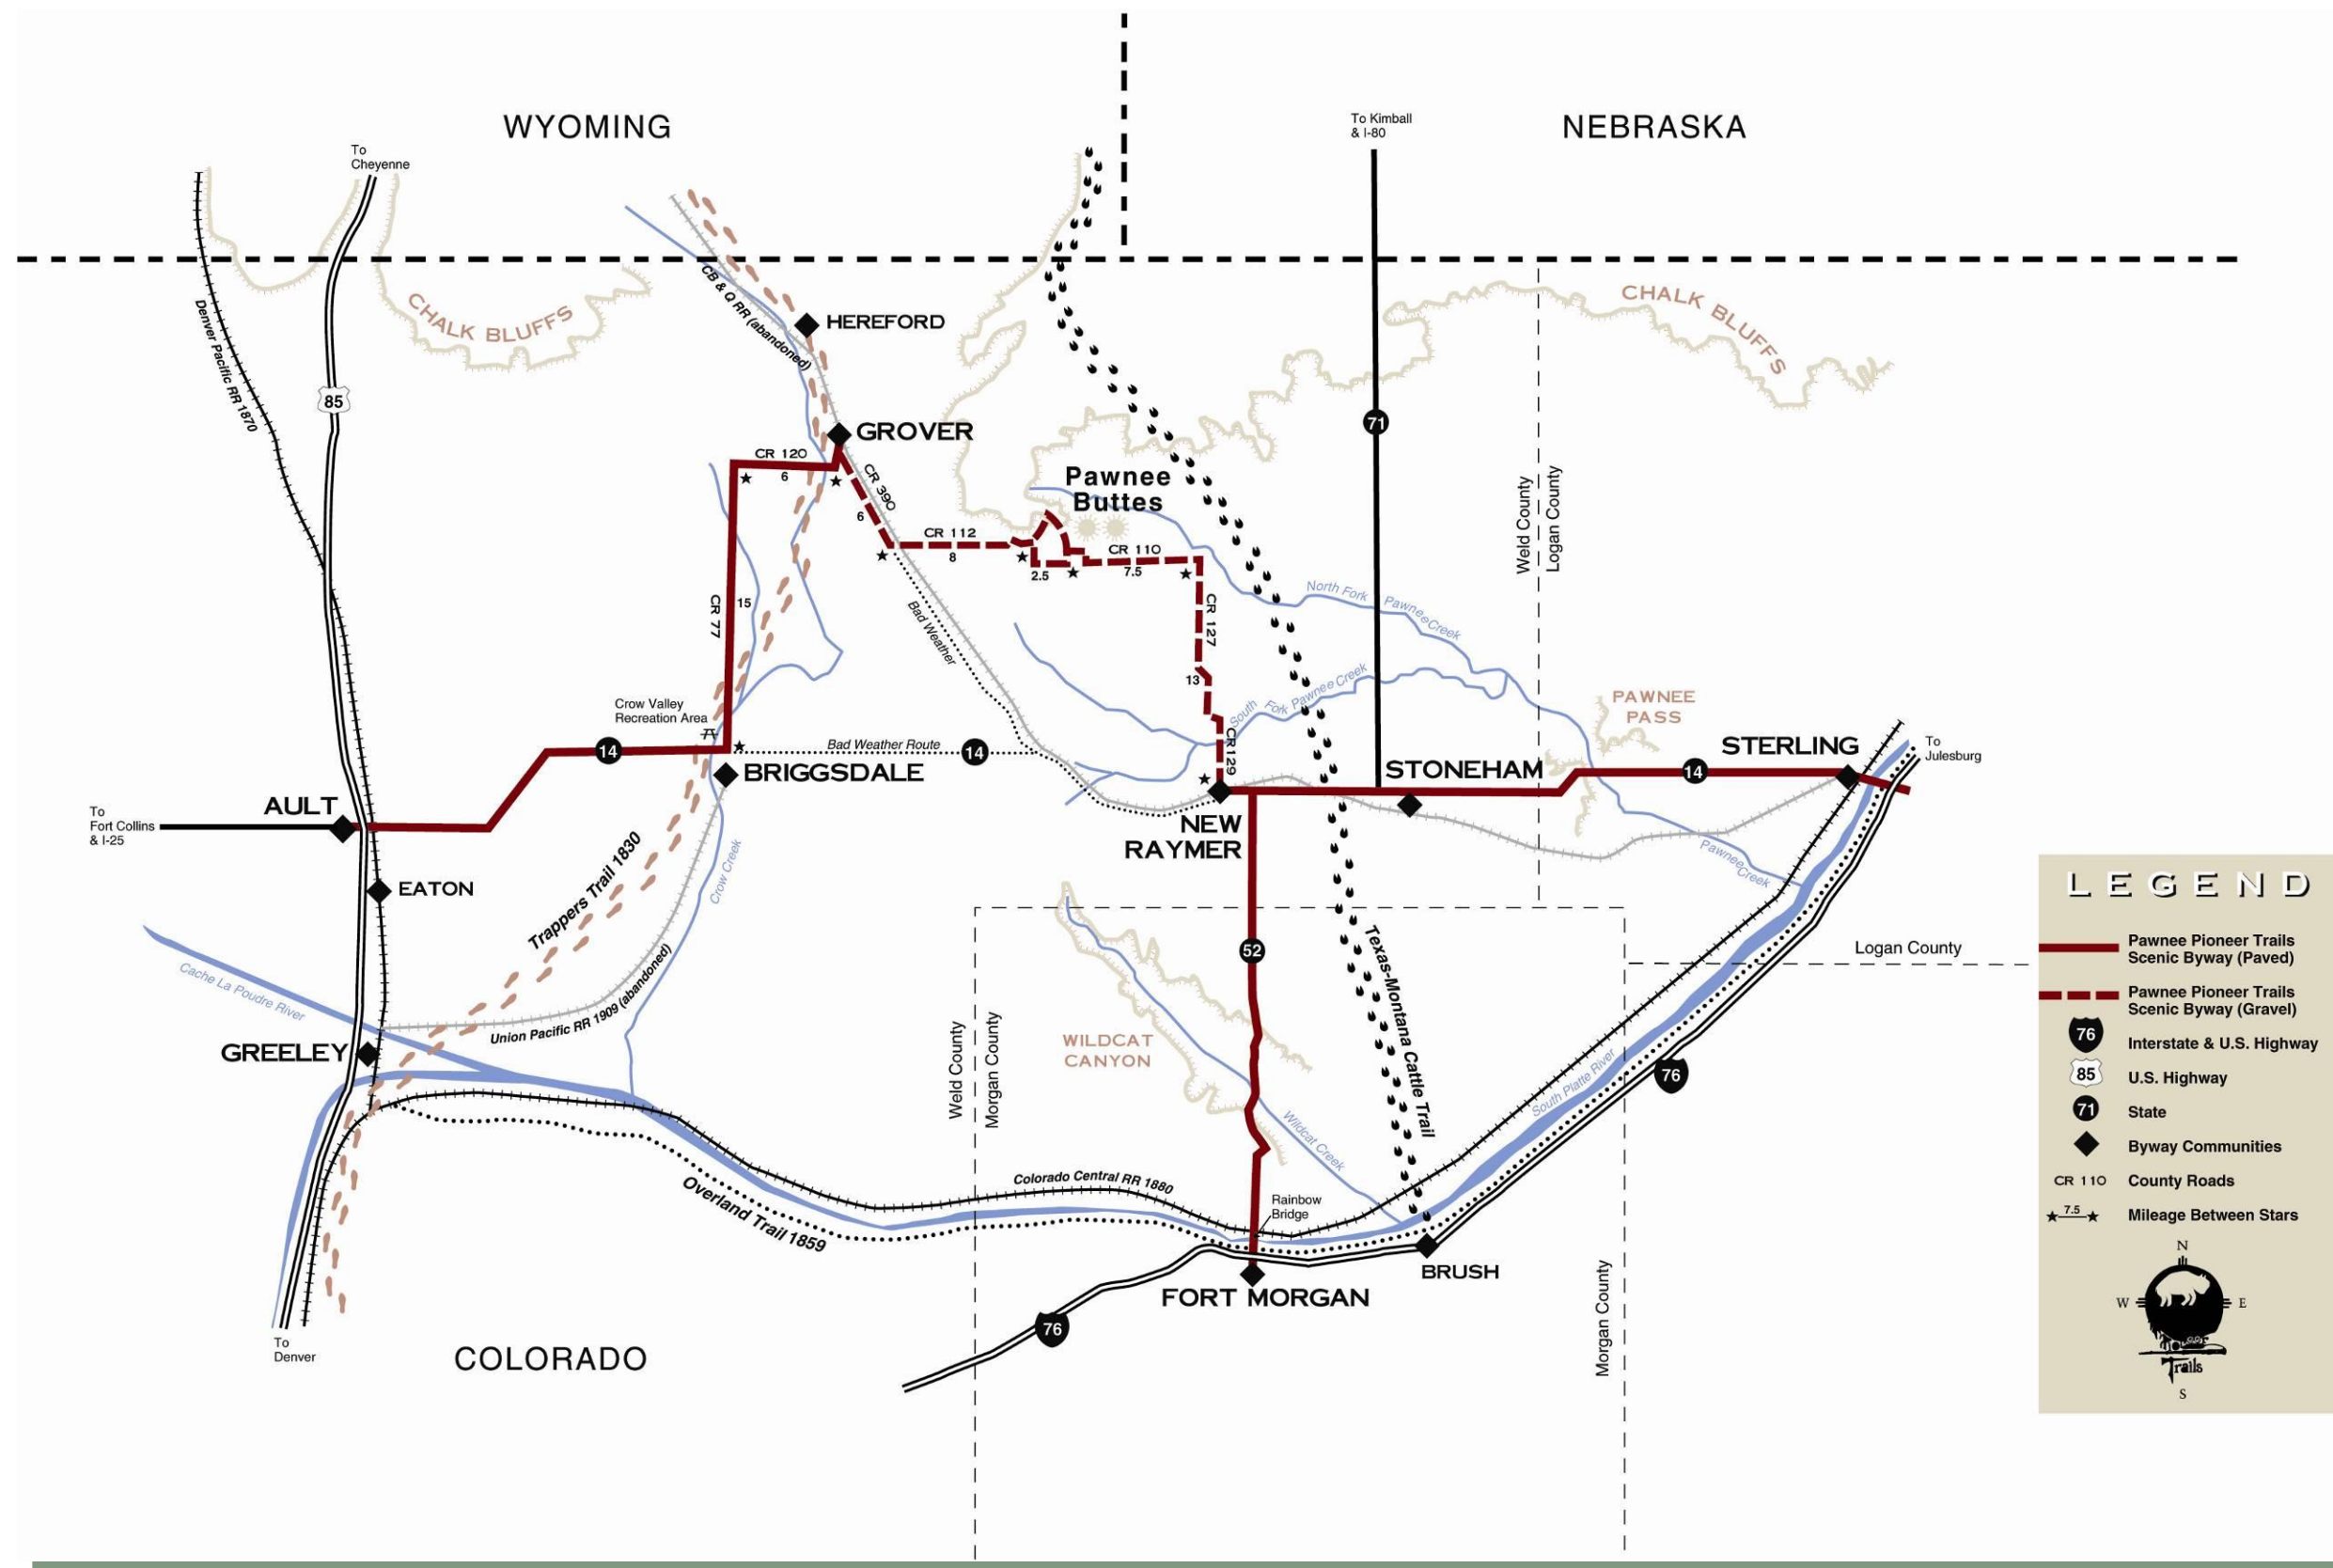 WYOMING
NEBRASKA
To Kimball
& I-80
To
Cheyenne
CHALK BLUFFS
CHALK BLUFFS
Denver Pacific RR 1870
85
CB & Q RR (abandoned)
HEREFORD
GROVER
71
CR 120
6
CR 390
6
Pawnee
Buttes
CR 112
8
2.5
CR 110
7.5
CR 77
15
Bad Weather
CR 127
13
CR 129
North Fork Pawnee Creek
South Fork Pawnee Creek
Weld County
Logan County
Crow Valley
Recreation Area
14
Bad Weather Route
14
BRIGGSDALE
STONEHAM
PAWNEE
PASS
STERLING
14
To
Julesburg
To
Fort Collins
& I-25
AULT
NEW
RAYMER
EATON
Trappers Trail 1830
Crow Creek
Pawnee Creek
Cache La Poudre River
Union Pacific RR 1909 (abandoned)
GREELEY
52
Texas-Montana Cattle Trail
WILDCAT
CANYON
Wildcat Creek
Weld County
Morgan County
Logan County
South Platte River
76
Colorado Central RR 1880
Overland Trail 1859
Rainbow
Bridge
BRUSH
FORT MORGAN
76
Morgan County
To
Denver
COLORADO
LEGEND
Pawnee Pioneer Trails
Scenic Byway (Paved)
Pawnee Pioneer Trails
Scenic Byway (Gravel)
76 Interstate & U.S. Highway
85 U.S. Highway
71 State
Byway Communities
CR 110 County Roads
7.5 Mileage Between Stars
N
W E
Trails
S